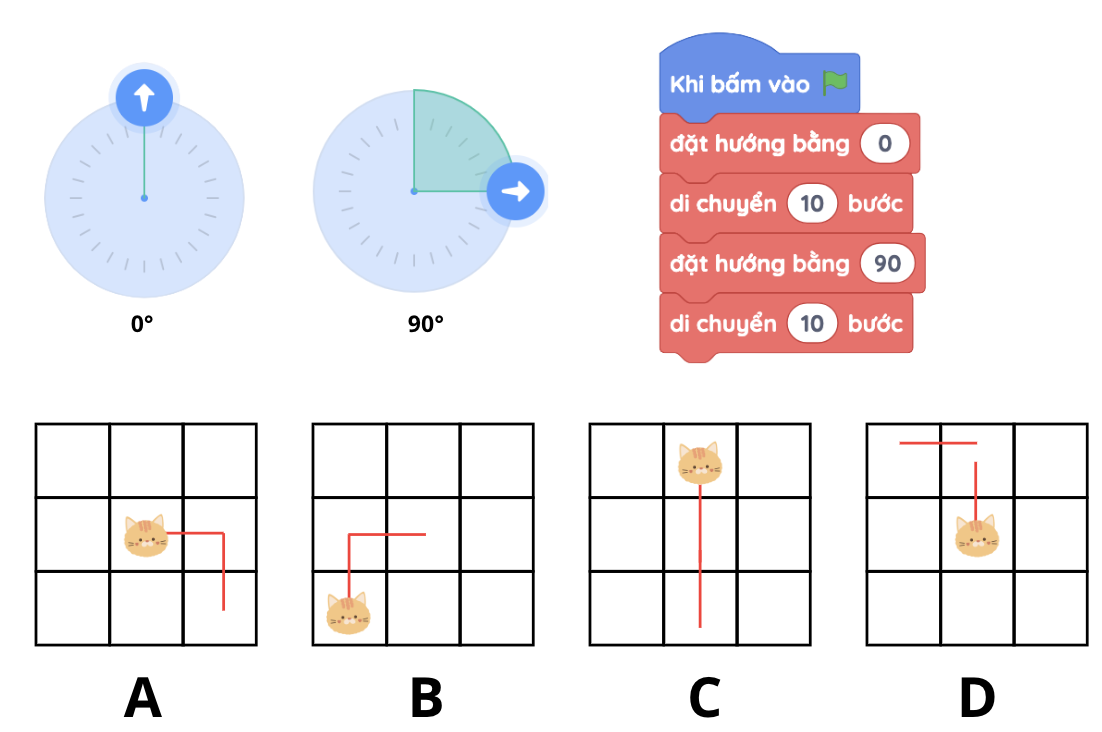 0°
90°
Khi bấm vào
đặt hướng bằng 0
di chuyển 10 bước
đặt hướng bằng 90
di chuyển 10 bước
A
B
C
D